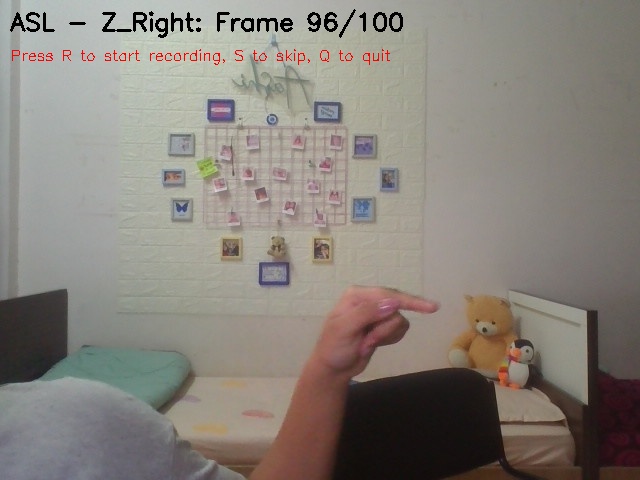 ASL - Z_Right: Frame 96/100
Press R to start recording, S to skip, Q to quit